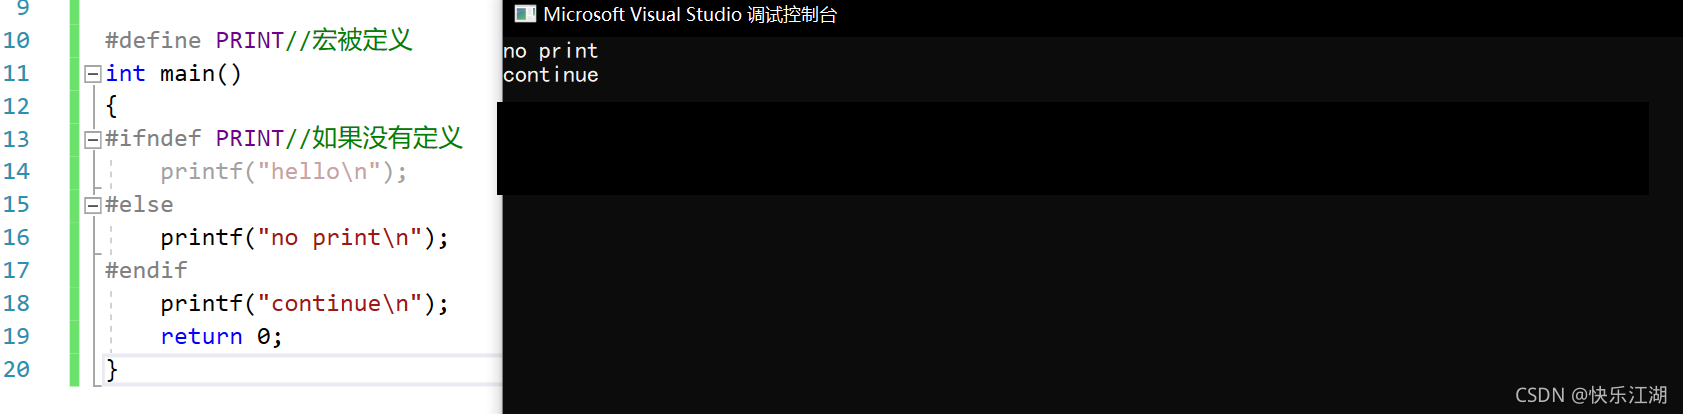 9
10 #define PRINT//宏被定义
11 int main()
12 {
13 #ifndef PRINT//如果没有定义
14 printf("hello\n");
15 #else
16 printf("no print\n");
17 #endif
18 printf("continue\n");
19 return 0;
20 }
Microsoft Visual Studio 调试控制台
no print
continue
CSDN @快乐江湖